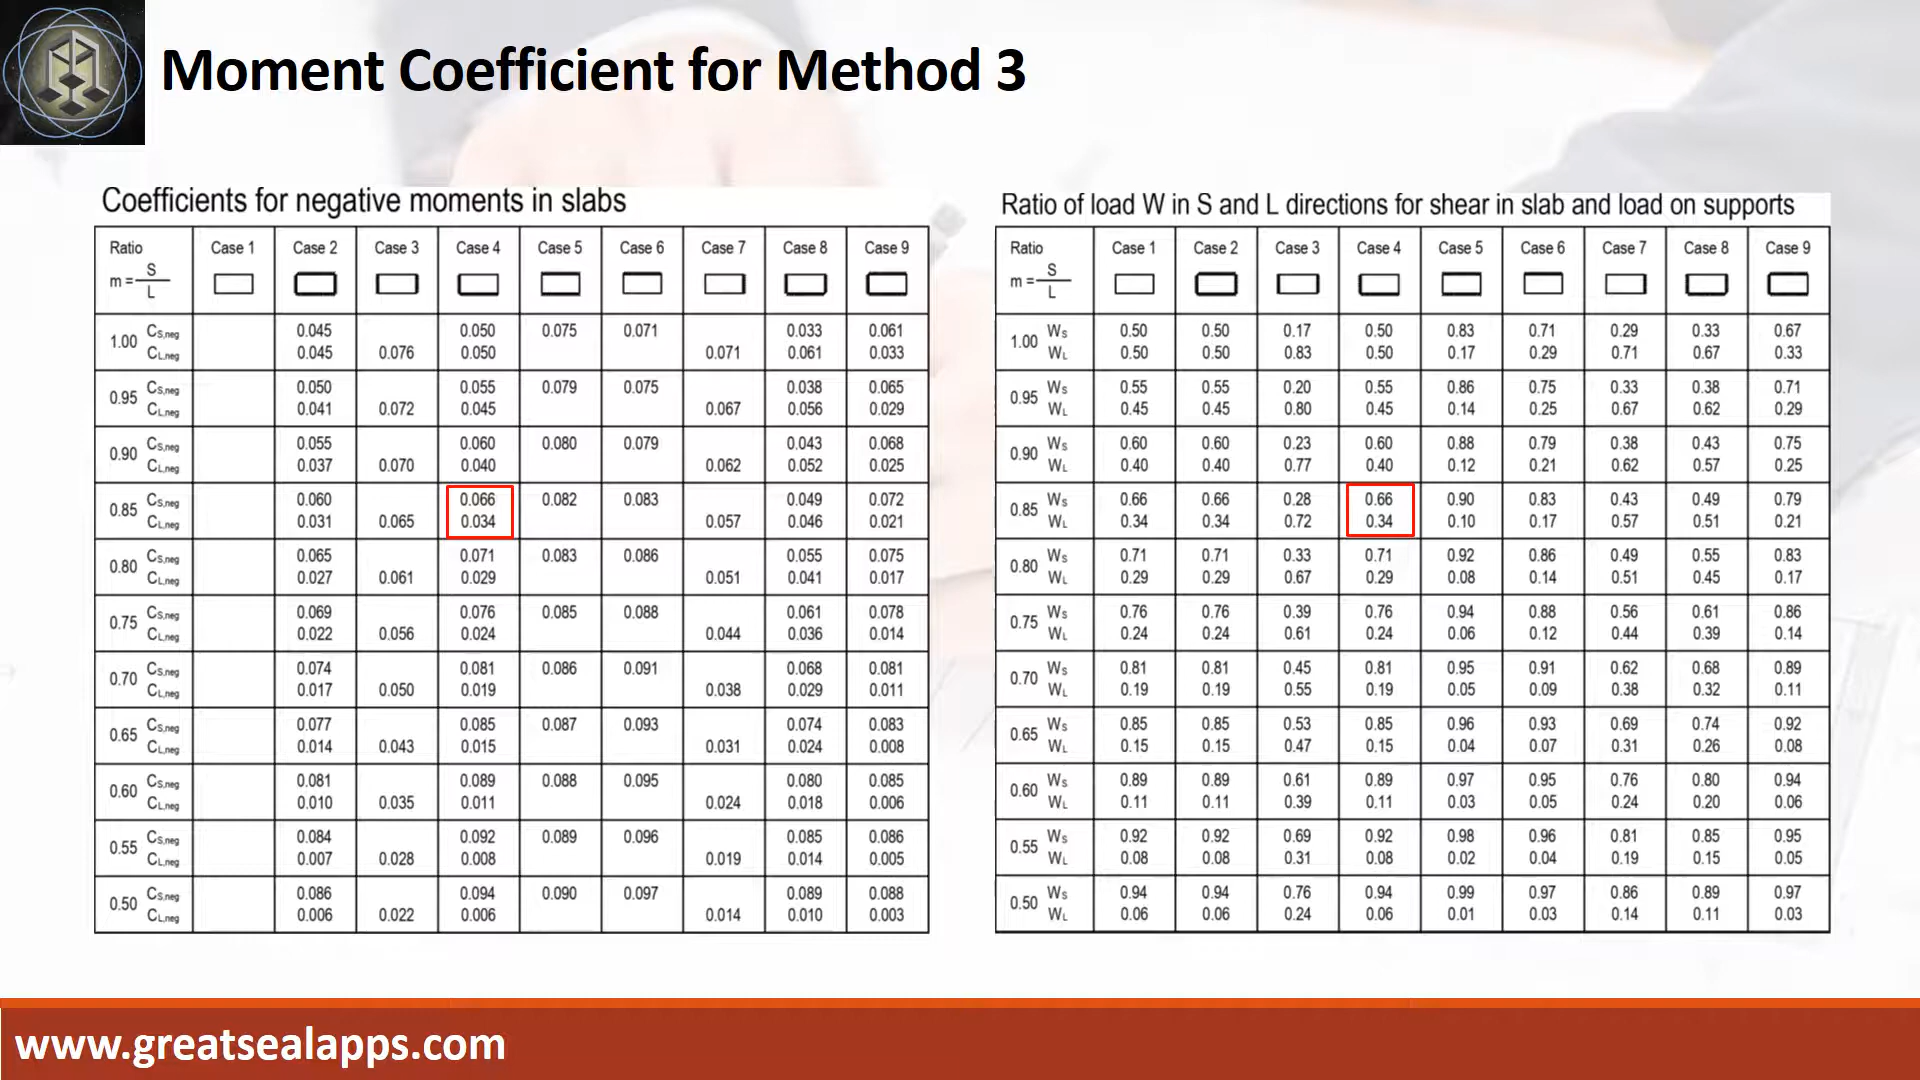 Moment Coefficient for Method 3
Coefficients for negative moments in slabs
Ratio Case 1 Case 2 Case 3 Case 4 Case 5 Case 6 Case 7 Case 8 Case 9
m = S
L
1.00 Cs,neg 0.045 0.050 0.075 0.071 0.033 0.061
CL,neg 0.045 0.076 0.050 0.071 0.061 0.033
0.95 Cs,neg 0.050 0.055 0.079 0.075 0.038 0.065
CL,neg 0.041 0.072 0.045 0.067 0.056 0.029
0.90 Cs,neg 0.055 0.060 0.080 0.079 0.043 0.068
CL,neg 0.037 0.070 0.040 0.062 0.052 0.025
0.85 Cs,neg 0.060 0.066 0.082 0.083 0.049 0.072
CL,neg 0.031 0.065 0.034 0.057 0.046 0.021
0.80 Cs,neg 0.065 0.071 0.083 0.086 0.055 0.075
CL,neg 0.027 0.061 0.029 0.051 0.041 0.017
0.75 Cs,neg 0.069 0.076 0.085 0.088 0.061 0.078
CL,neg 0.022 0.056 0.024 0.044 0.036 0.014
0.70 Cs,neg 0.074 0.081 0.086 0.091 0.068 0.081
CL,neg 0.017 0.050 0.019 0.038 0.029 0.011
0.65 Cs,neg 0.077 0.085 0.087 0.093 0.074 0.083
CL,neg 0.014 0.043 0.015 0.031 0.024 0.008
0.60 Cs,neg 0.081 0.089 0.088 0.095 0.080 0.085
CL,neg 0.010 0.035 0.011 0.024 0.018 0.006
0.55 Cs,neg 0.084 0.092 0.089 0.096 0.085 0.086
CL,neg 0.007 0.028 0.008 0.019 0.014 0.005
0.50 Cs,neg 0.086 0.094 0.090 0.097 0.089 0.088
CL,neg 0.006 0.022 0.006 0.014 0.010 0.003
Ratio of load W in S and L directions for shear in slab and load on supports
Ratio Case 1 Case 2 Case 3 Case 4 Case 5 Case 6 Case 7 Case 8 Case 9
m = S
L
1.00 Ws 0.50 0.50 0.17 0.50 0.83 0.71 0.29 0.33 0.67
WL 0.50 0.50 0.83 0.50 0.17 0.29 0.71 0.67 0.33
0.95 Ws 0.55 0.55 0.20 0.55 0.86 0.75 0.33 0.38 0.71
WL 0.45 0.45 0.80 0.45 0.14 0.25 0.67 0.62 0.29
0.90 Ws 0.60 0.60 0.23 0.60 0.88 0.79 0.38 0.43 0.75
WL 0.40 0.40 0.77 0.40 0.12 0.21 0.62 0.57 0.25
0.85 Ws 0.66 0.66 0.28 0.66 0.90 0.83 0.43 0.49 0.79
WL 0.34 0.34 0.72 0.34 0.10 0.17 0.57 0.51 0.21
0.80 Ws 0.71 0.71 0.33 0.71 0.92 0.86 0.49 0.55 0.83
WL 0.29 0.29 0.67 0.29 0.08 0.14 0.51 0.45 0.17
0.75 Ws 0.76 0.76 0.39 0.76 0.94 0.88 0.56 0.61 0.86
WL 0.24 0.24 0.61 0.24 0.06 0.12 0.44 0.39 0.14
0.70 Ws 0.81 0.81 0.45 0.81 0.95 0.91 0.62 0.68 0.89
WL 0.19 0.19 0.55 0.19 0.05 0.09 0.38 0.32 0.11
0.65 Ws 0.85 0.85 0.53 0.85 0.96 0.93 0.69 0.74 0.92
WL 0.15 0.15 0.47 0.15 0.04 0.07 0.31 0.26 0.08
0.60 Ws 0.89 0.89 0.61 0.89 0.97 0.95 0.76 0.80 0.94
WL 0.11 0.11 0.39 0.11 0.03 0.05 0.24 0.20 0.06
0.55 Ws 0.92 0.92 0.69 0.92 0.98 0.96 0.81 0.85 0.95
WL 0.08 0.08 0.31 0.08 0.02 0.04 0.19 0.15 0.05
0.50 Ws 0.94 0.94 0.76 0.94 0.99 0.97 0.86 0.89 0.97
WL 0.06 0.06 0.24 0.06 0.01 0.03 0.14 0.11 0.03
www.greatsealapps.com